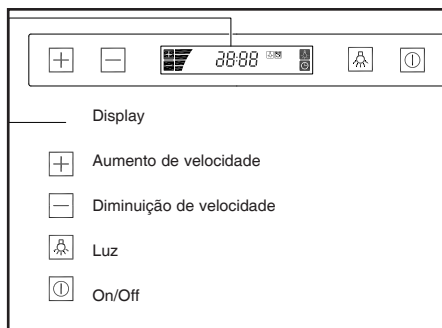 88:88
Display
Aumento de velocidade
Diminuição de velocidade
Luz
On/Off